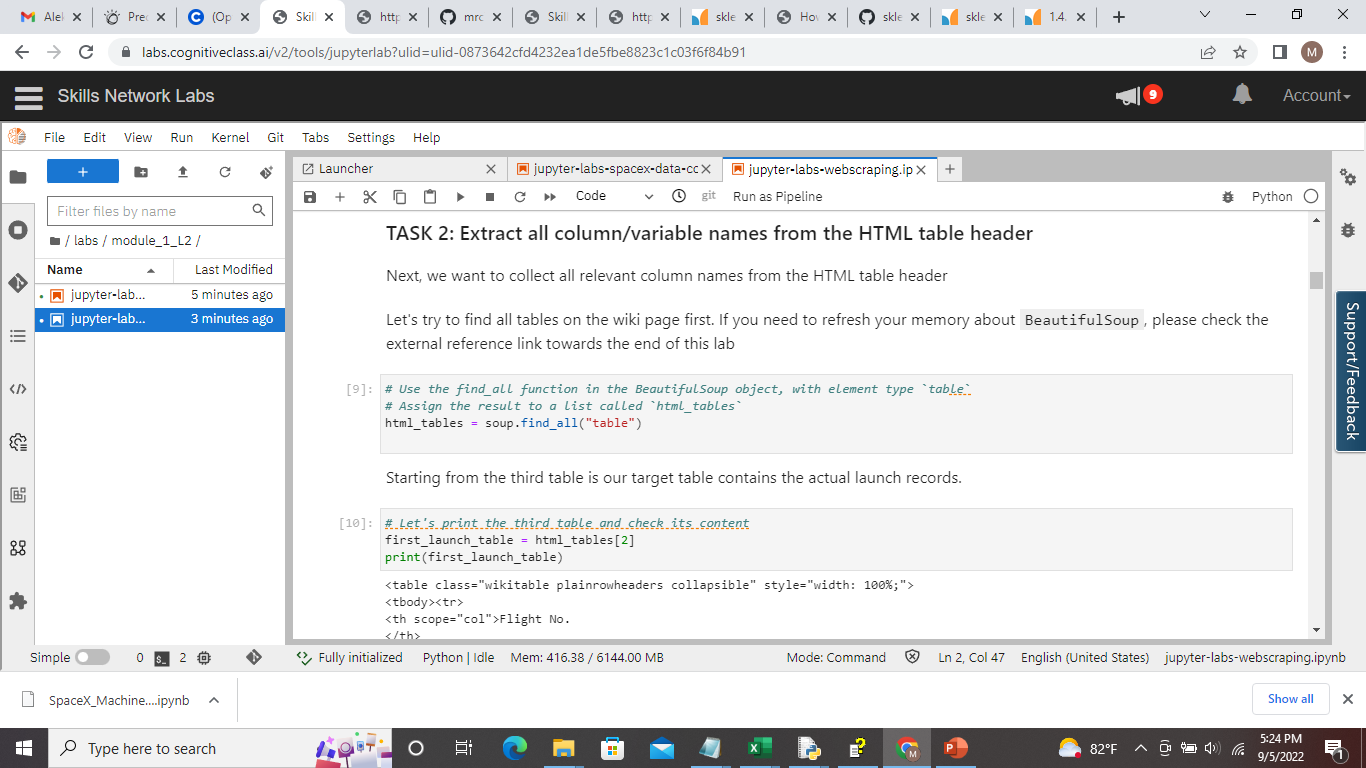 Alek
Prec
(Op
Skil
http
mrc
Skil
http
skle
Hov
skle
skle
1.4.
labs.cognitiveclass.ai/v2/tools/jupyterlab?ulid=ulid-0873642cfd4232ea1de5fbe8823c1c03f6f84b91
M
Skills Network Labs
9
Account
File Edit View Run Kernel Git Tabs Settings Help
+
Launcher
jupyter-labs-spacex-data-cc
jupyter-labs-webscraping.ip
Filter files by name
Code
git
Run as Pipeline
Python
/ labs / module_1_L2 /
Name Last Modified
jupyter-lab... 5 minutes ago
jupyter-lab... 3 minutes ago
TASK 2: Extract all column/variable names from the HTML table header
Next, we want to collect all relevant column names from the HTML table header
Let's try to find all tables on the wiki page first. If you need to refresh your memory about BeautifulSoup, please check the
external reference link towards the end of this lab
[9]: # Use the find_all function in the BeautifulSoup object, with element type `table`
# Assign the result to a list called `html_tables`
html_tables = soup.find_all("table")
Starting from the third table is our target table contains the actual launch records.
[10]: # Let's print the third table and check its content
first_launch_table = html_tables[2]
print(first_launch_table)
<table class="wikitable plainrowheaders collapsible" style="width: 100%;">
<tbody><tr>
<th scope="col">Flight No.
</th>
Support/Feedback
Simple 0 2 Fully initialized Python | Idle Mem: 416.38 / 6144.00 MB Mode: Command Ln 2, Col 47 English (United States) jupyter-labs-webscraping.ipynb
SpaceX_Machine....ipynb
Show all
Type here to search
82°F
5:24 PM
9/5/2022
1